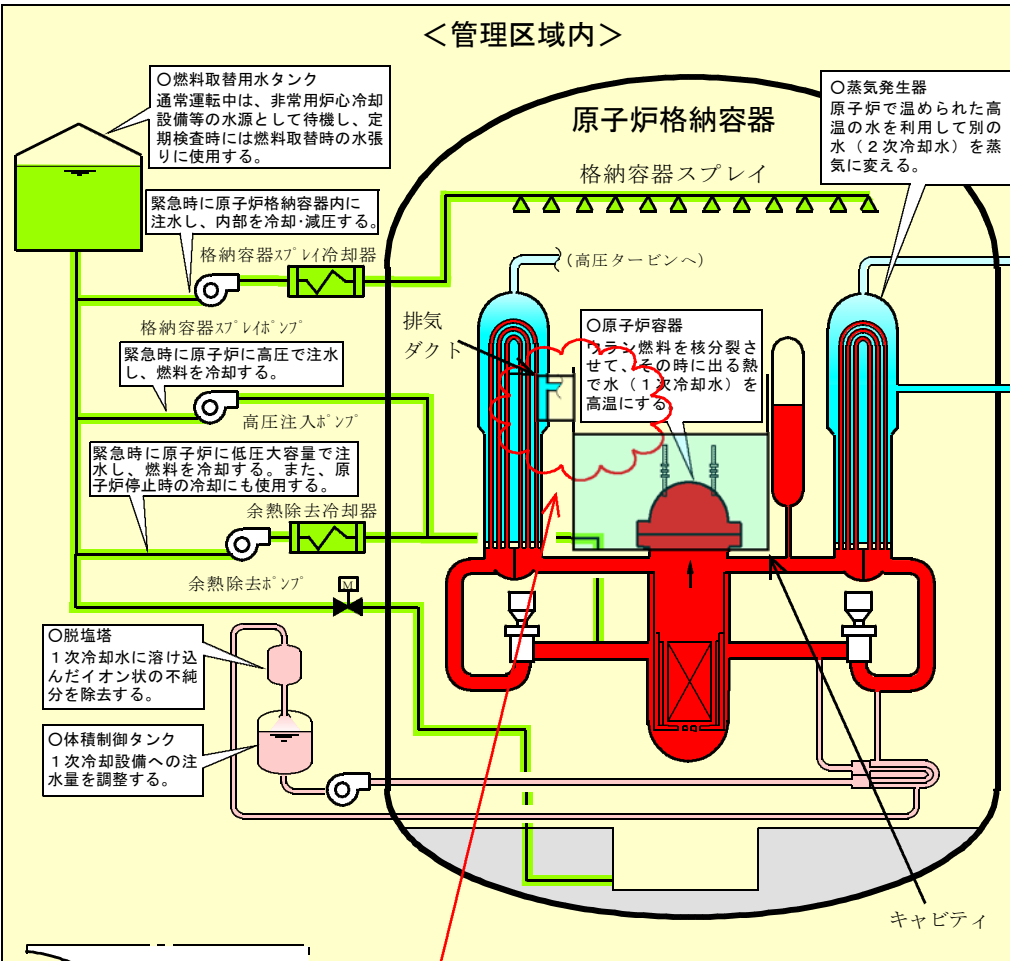 ＜管理区域内＞
○燃料取替用水タンク
通常運転中は、非常用炉心冷却
設備等の水源として待機し、定
期検査時には燃料取替時の水張
りに使用する。
○蒸気発生器
原子炉で温められた高
温の水を利用して別の
水（２次冷却水）を蒸
気に変える。
原子炉格納容器
格納容器スプレイ
緊急時に原子炉格納容器内に
注水し、内部を冷却・減圧する。
格納容器ｽﾌﾟﾚｲ冷却器
(高圧タービンへ)
格納容器ｽﾌﾟﾚｲﾎﾟﾝﾌﾟ
排気
ダクト
○原子炉容器
ウラン燃料を核分裂さ
せて、その時に出る熱
で水（１次冷却水）を
高温にする。
緊急時に原子炉に高圧で注水
し、燃料を冷却する。
高圧注入ﾎﾟﾝﾌﾟ
緊急時に原子炉に低圧大容量で注
水し、燃料を冷却する。また、原
子炉停止時の冷却にも使用する。
余熱除去冷却器
余熱除去ﾎﾟﾝﾌﾟ
M
○脱塩塔
１次冷却水に溶け込
んだイオン状の不純
分を除去する。
○体積制御タンク
１次冷却設備への注
水量を調整する。
キャビティ